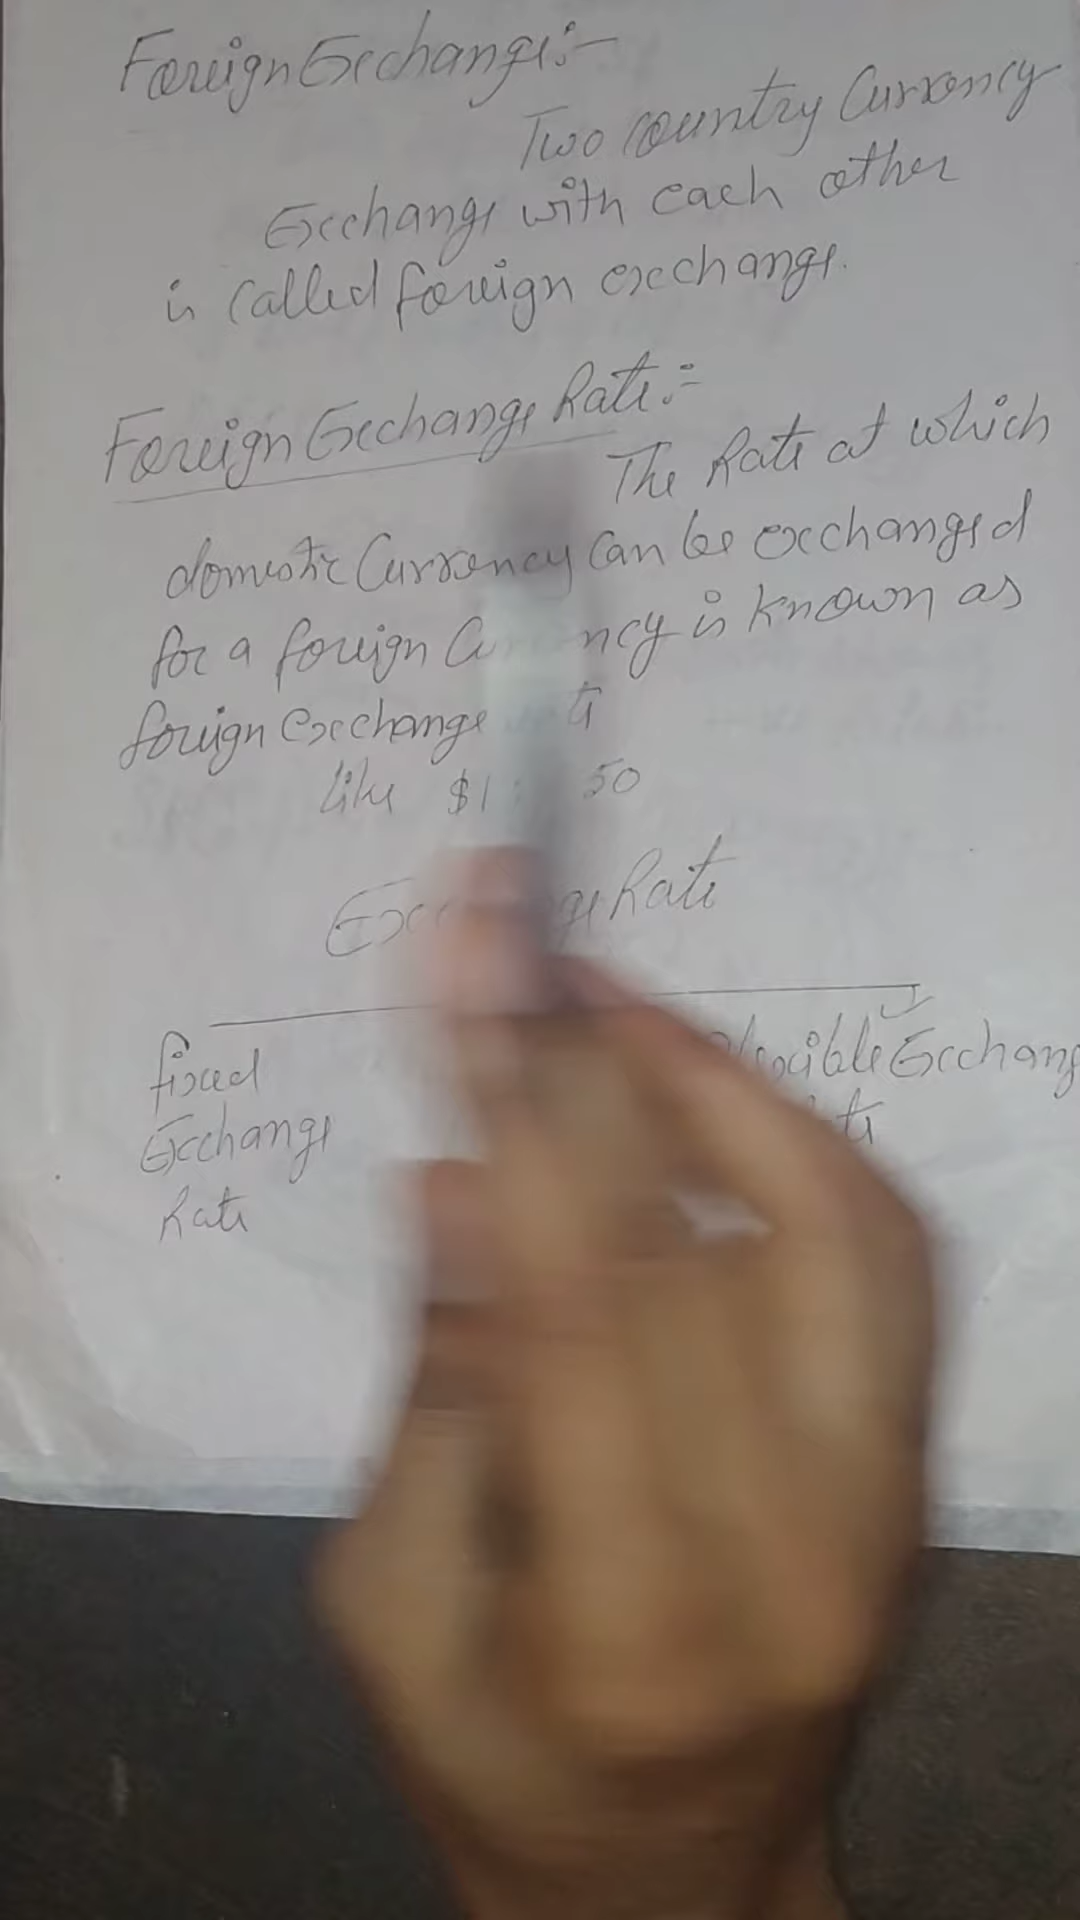 Foreign Exchange:-
Two Country Currency
Exchange with each other
is Called foreign exchange.
Foreign Exchange Rate:-
The Rate at which
domestic Currency Can be exchanged
for a foreign is known as
foreign exchange
like $1 50
Rate
fixed Exchange
Exchange
Rate